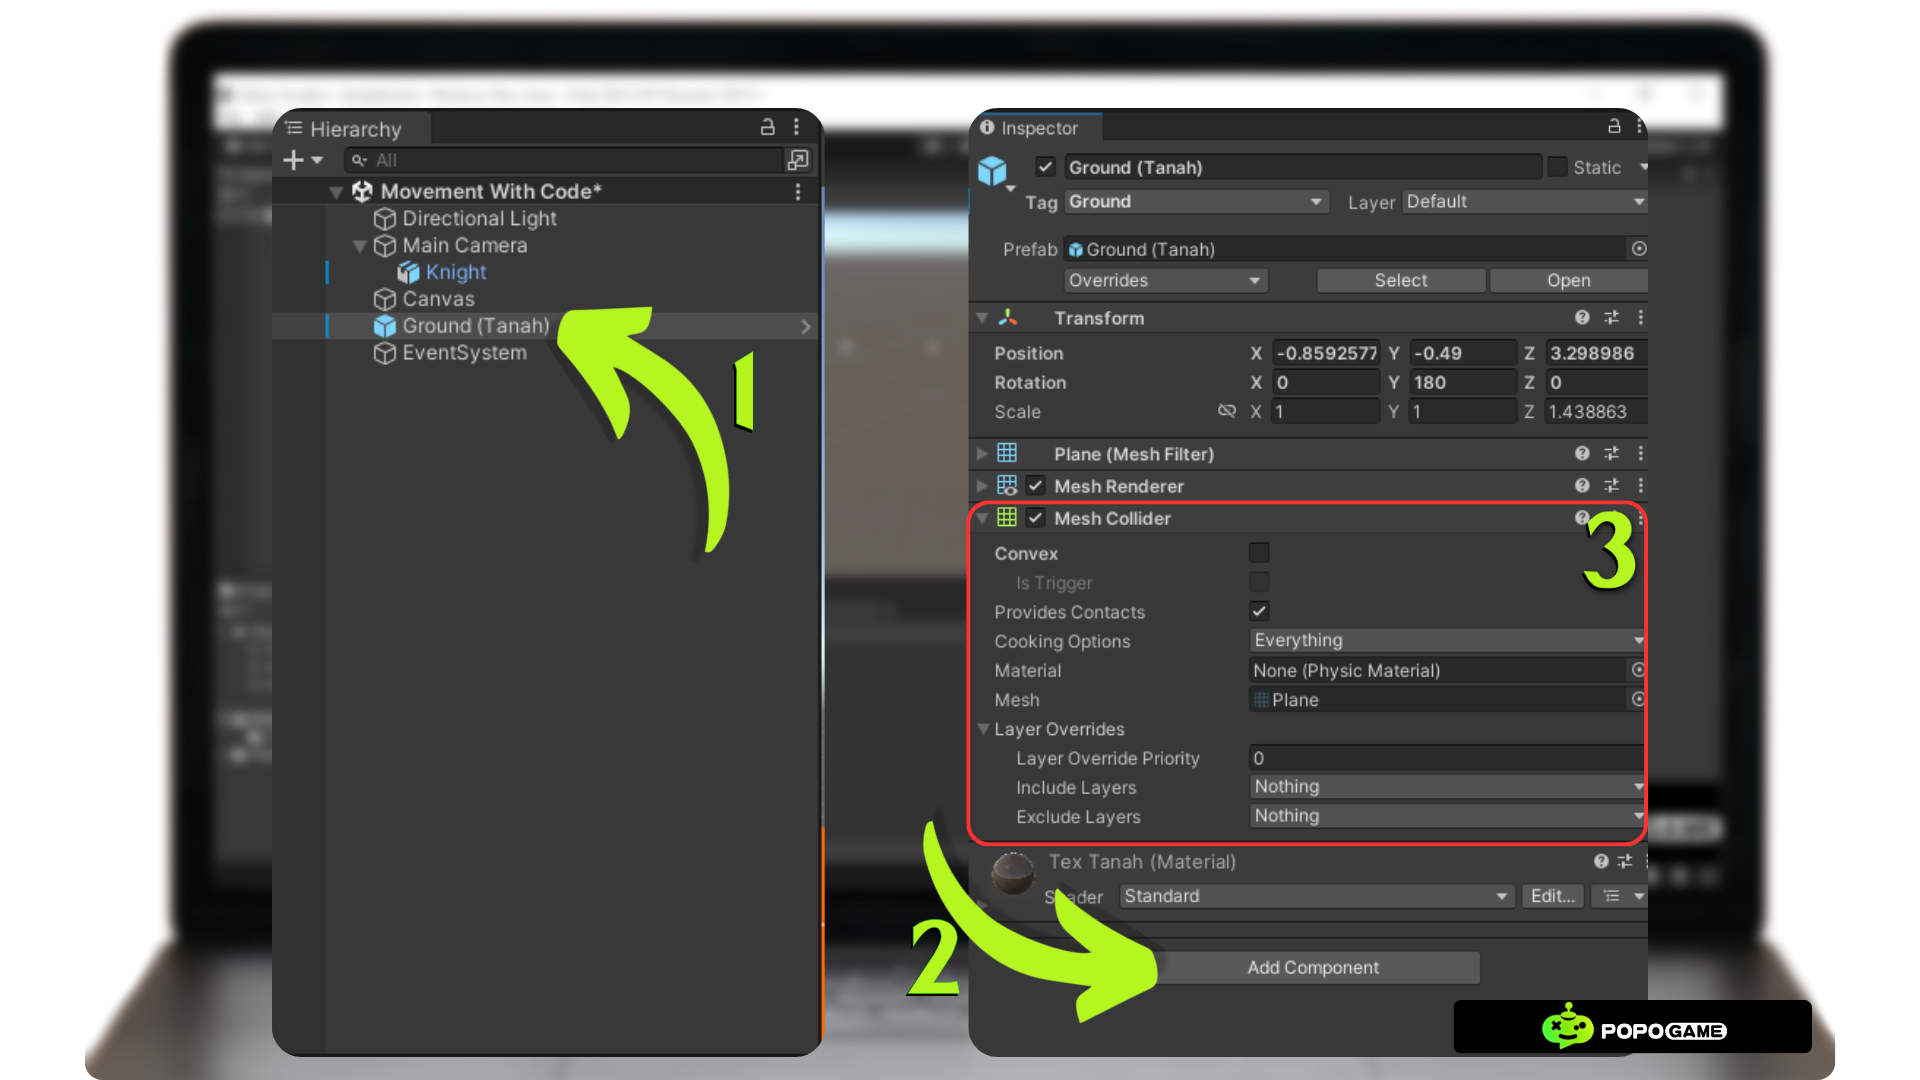 Hierarchy
All
Movement With Code*
Directional Light
Main Camera
Knight
Canvas
Ground (Tanah)
EventSystem
1
Inspector
Ground (Tanah)
Static
Tag Ground Layer Default
Prefab Ground (Tanah)
Overrides Select Open
Transform
Position X -0.8592577 Y -0.49 Z 3.298986
Rotation X 0 Y 180 Z 0
Scale X 1 Y 1 Z 1.438863
Plane (Mesh Filter)
Mesh Renderer
Mesh Collider
3
Convex
Is Trigger
Provides Contacts
Cooking Options Everything
Material None (Physic Material)
Mesh Plane
Layer Overrides
Layer Override Priority 0
Include Layers Nothing
Exclude Layers Nothing
Tex Tanah (Material)
Shader Standard Edit...
2
Add Component
POPOGAME